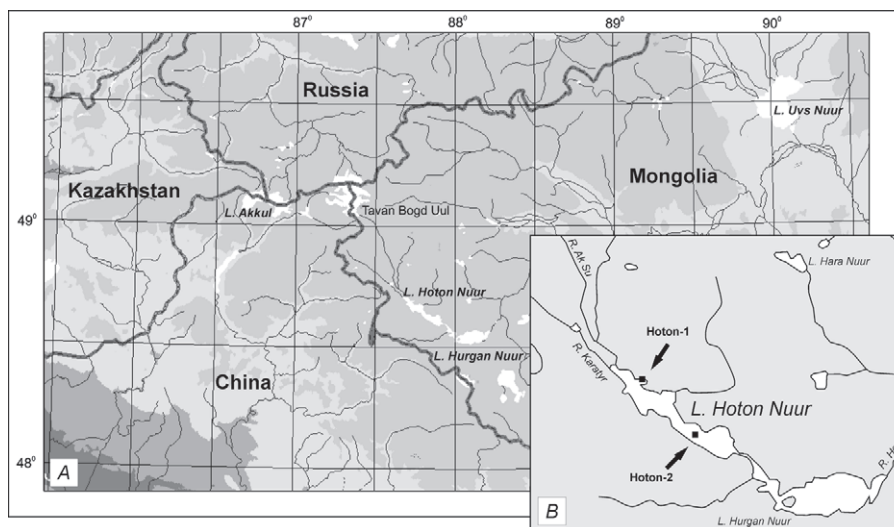 86° 87° 88° 89° 90°
Russia
L. Uvs Nuur
Kazakhstan
Mongolia
L. Akkul
Tavan Bogd Uul
49°
L. Hoton Nuur
L. Hurgan Nuur
China
48°
A
R. Ak Su
L. Hara Nuur
Hoton-1
R. Karatyr
L. Hoton Nuur
Hoton-2
B
L. Hurgan Nuur